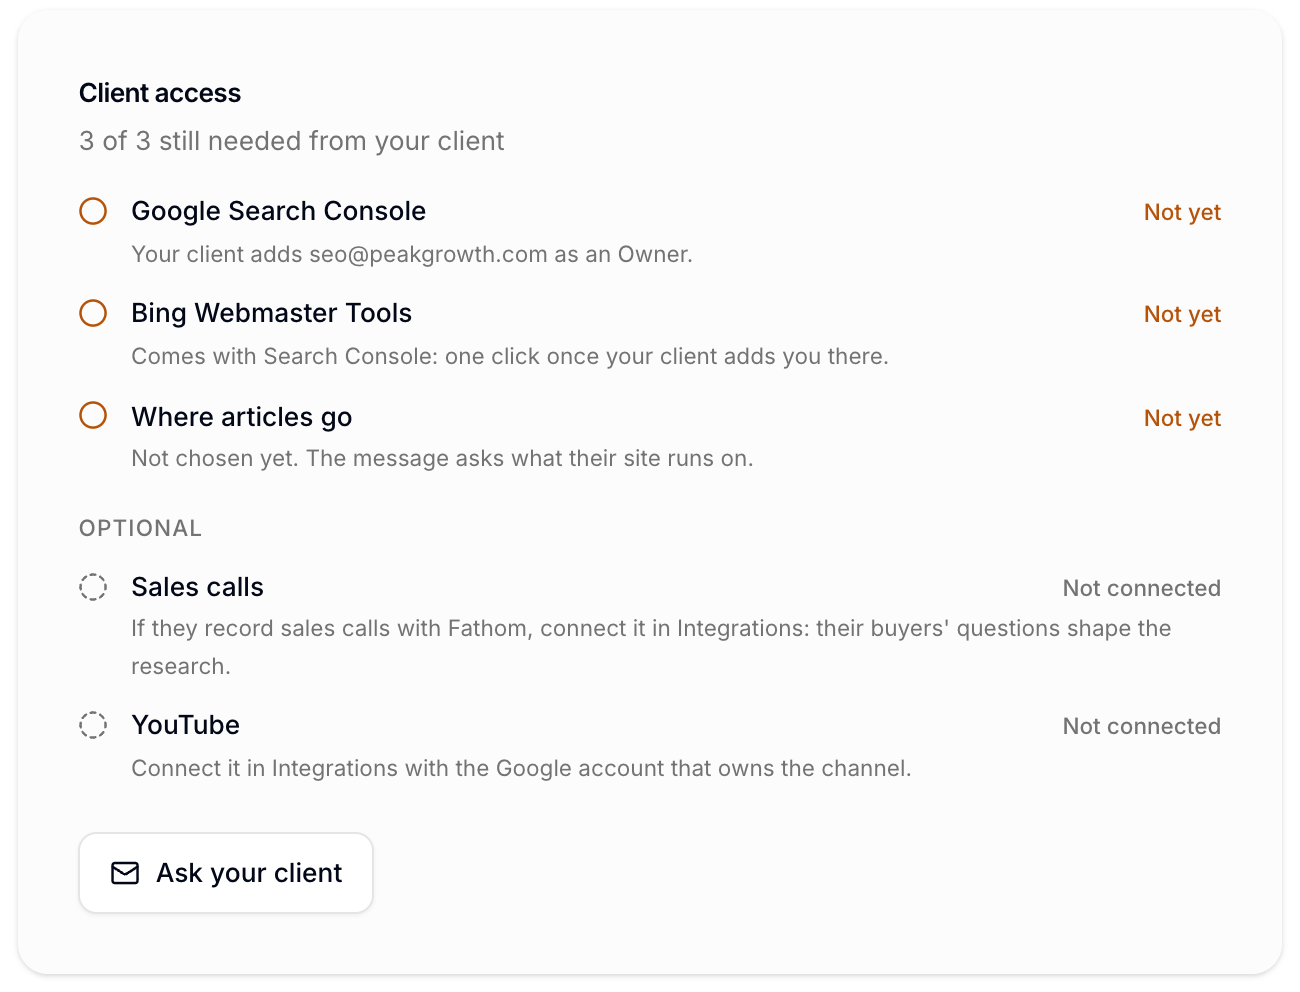 Client access
3 of 3 still needed from your client
Google Search Console
Not yet
Your client adds seo@peakgrowth.com as an Owner.
Bing Webmaster Tools
Not yet
Comes with Search Console: one click once your client adds you there.
Where articles go
Not yet
Not chosen yet. The message asks what their site runs on.
OPTIONAL
Sales calls
Not connected
If they record sales calls with Fathom, connect it in Integrations: their buyers' questions shape the
research.
YouTube
Not connected
Connect it in Integrations with the Google account that owns the channel.
Ask your client